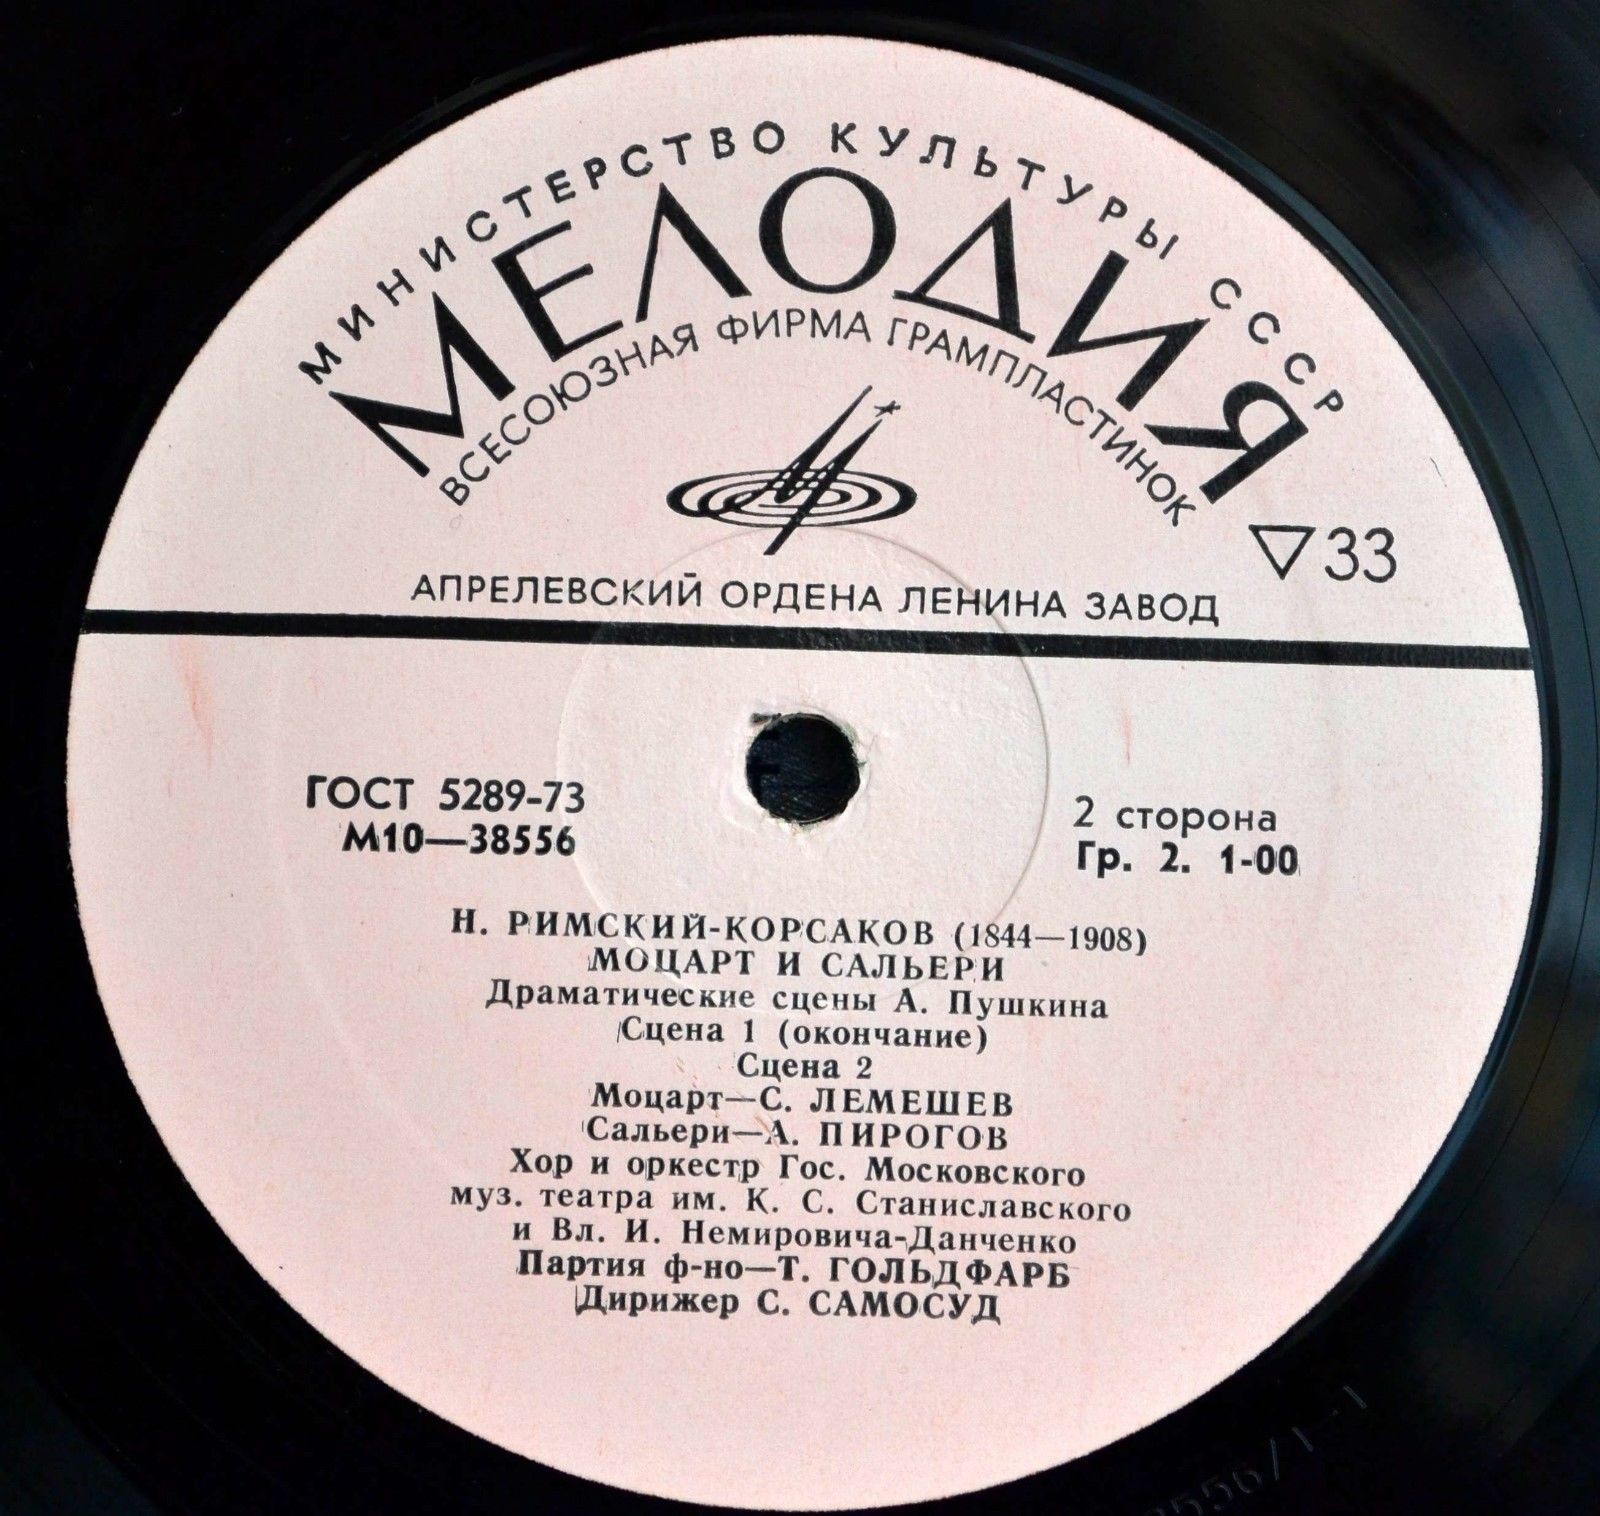 МИНИСТЕРСТВО КУЛЬТУРЫ СССР
МЕЛОДИЯ
ВСЕСОЮЗНАЯ ФИРМА ГРАМПЛАСТИНОК
▽33
АПРЕЛЕВСКИЙ ОРДЕНА ЛЕНИНА ЗАВОД
ГОСТ 5289-73
М10—38556
2 сторона
Гр. 2. 1-00
Н. РИМСКИЙ-КОРСАКОВ (1844—1908)
МОЦАРТ И САЛЬЕРИ
Драматические сцены А. Пушкина
Сцена 1 (окончание)
Сцена 2
Моцарт—С. ЛЕМЕШЕВ
Сальери—А. ПИРОГОВ
Хор и оркестр Гос. Московского
муз. театра им. К. С. Станиславского
и Вл. И. Немировича-Данченко
Партия ф-но—Т. ГОЛЬДФАРБ
Дирижер С. САМОСУД